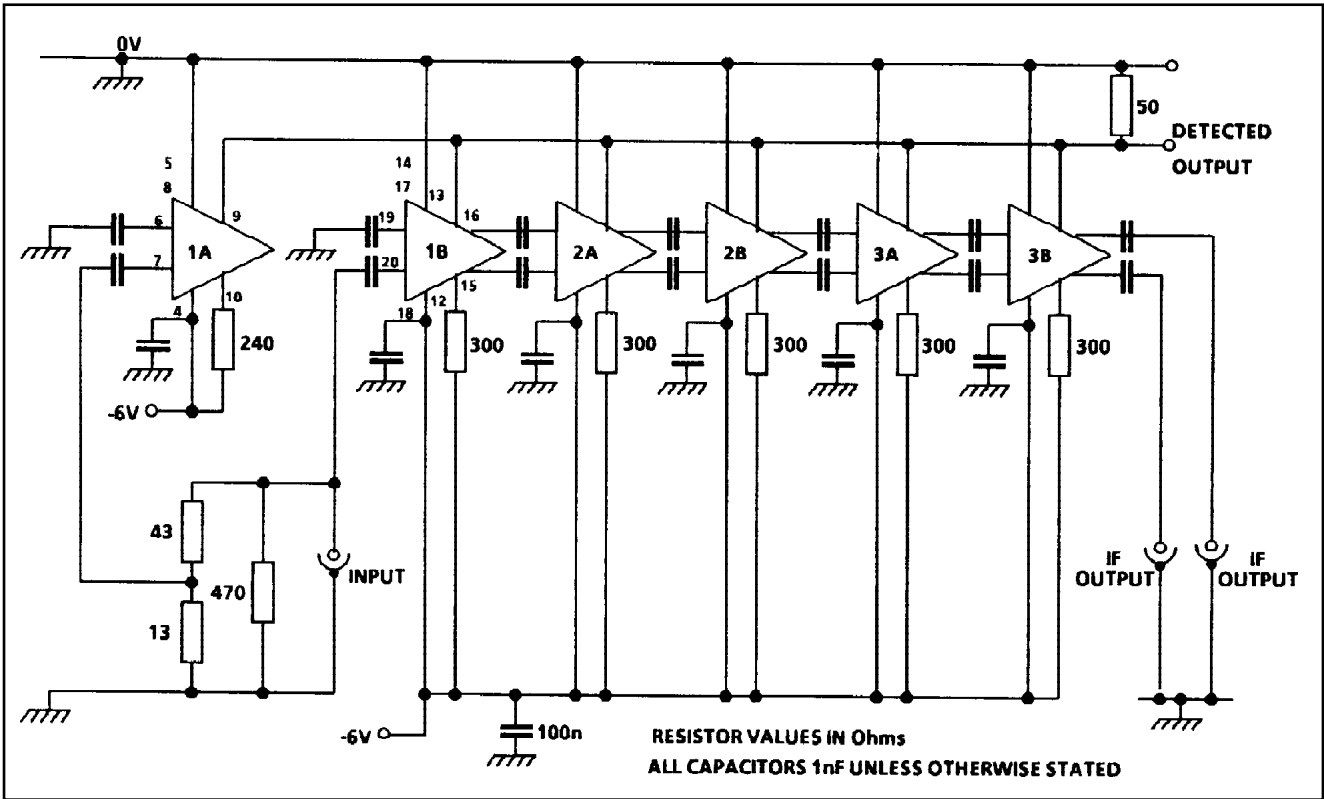 0V
50
DETECTED
OUTPUT
5
8
14
17
13
6
9
19
16
1A
1B
2A
2B
3A
3B
7
20
10
15
4
12
18
240
300
300
300
300
300
-6V
43
INPUT
470
13
IF
OUTPUT
IF
OUTPUT
-6V
100n
RESISTOR VALUES IN Ohms
ALL CAPACITORS 1nF UNLESS OTHERWISE STATED